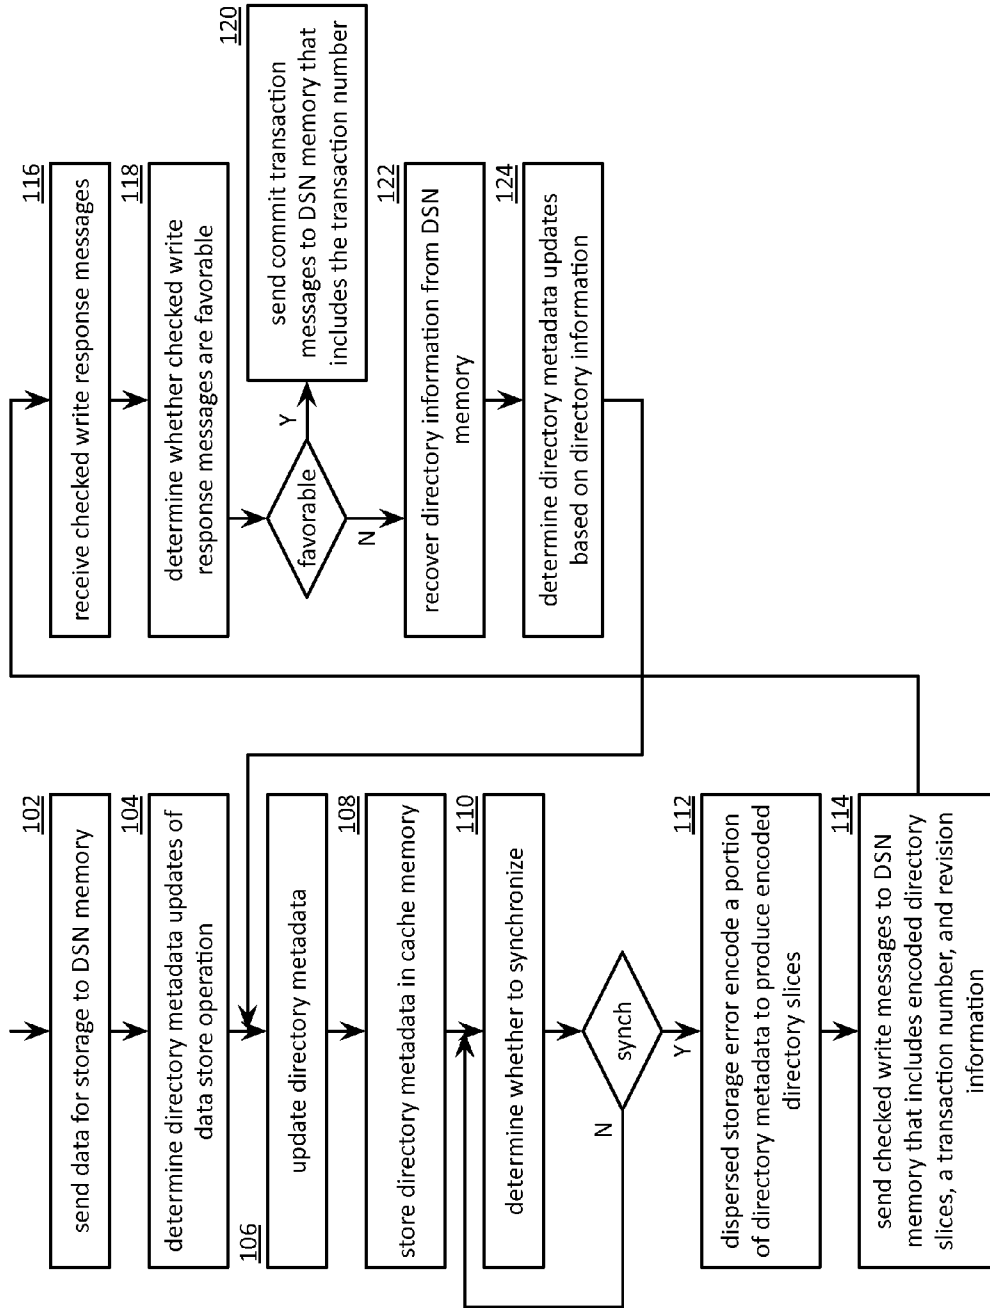 102
send data for storage to DSN memory
104
determine directory metadata updates of
data store operation
106
update directory metadata
108
store directory metadata in cache memory
110
determine whether to synchronize
synch
N
Y
112
dispersed storage error encode a portion
of directory metadata to produce encoded
directory slices
114
send checked write messages to DSN
memory that includes encoded directory
slices, a transaction number, and revision
information
116
receive checked write response messages
118
determine whether checked write
response messages are favorable
favorable
Y
N
120
send commit transaction
messages to DSN memory that
includes the transaction number
122
recover directory information from DSN
memory
124
determine directory metadata updates
based on directory information